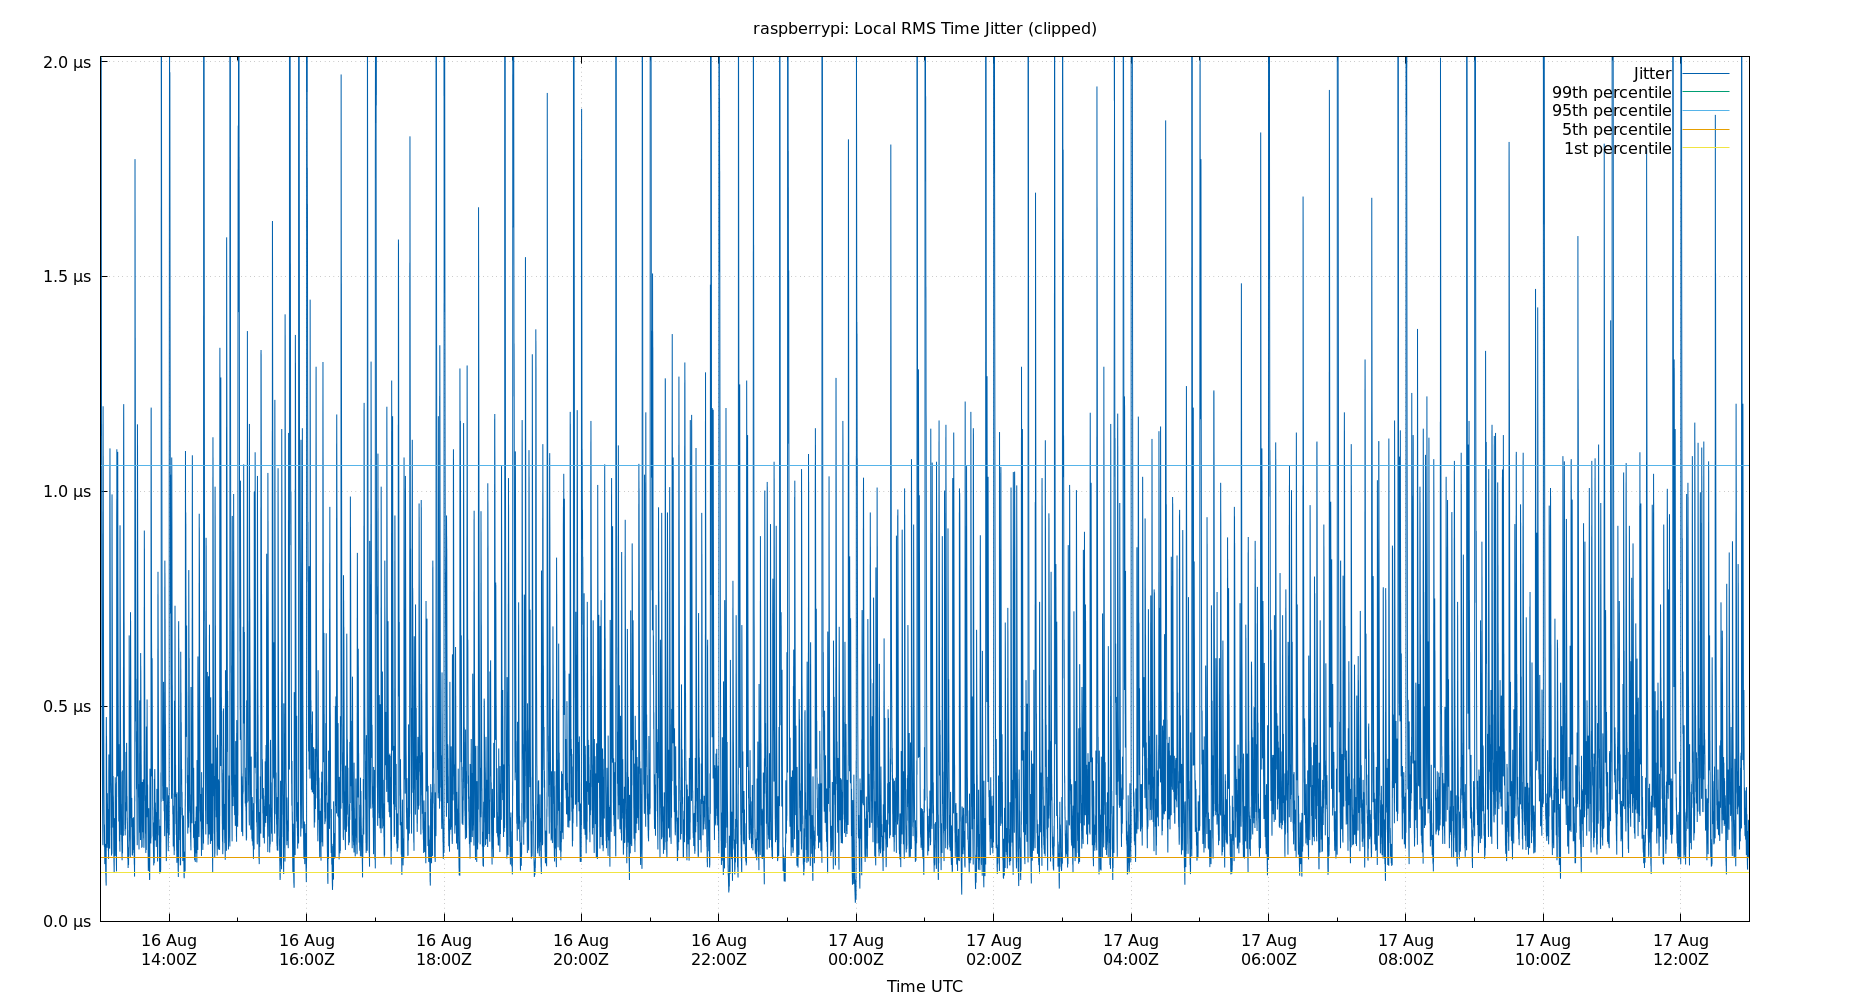 raspberrypi: Local RMS Time Jitter (clipped)
2.0 µs
1.5 µs
1.0 µs
0.5 µs
0.0 µs
Jitter
99th percentile
95th percentile
5th percentile
1st percentile
16 Aug 16 Aug 16 Aug 16 Aug 16 Aug 17 Aug 17 Aug 17 Aug 17 Aug 17 Aug 17 Aug 17 Aug
14:00Z 16:00Z 18:00Z 20:00Z 22:00Z 00:00Z 02:00Z 04:00Z 06:00Z 08:00Z 10:00Z 12:00Z
Time UTC